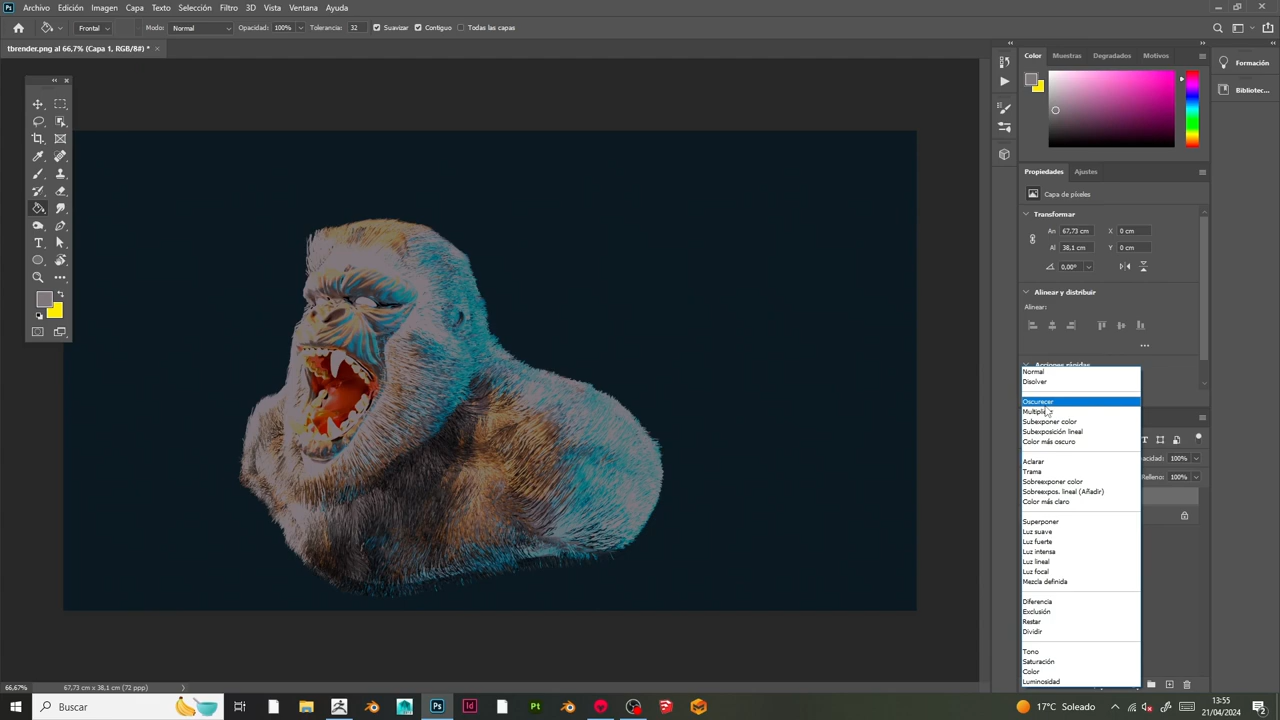 Archivo Edición Imagen Capa Texto Selección Filtro 3D Vista Ventana Ayuda
Frontal Modo: Normal Opacidad: 100% Tolerancia: 32 Suavizar Contiguo Todas las capas
tbrender.png al 66,7% (Capa 1, RGB/8#) *
Color Muestras Degradados Motivos
Formación
Bibliotec...
Propiedades Ajustes
Capa de píxeles
Transformar
An 67,73 cm X 0 cm
Al 38,1 cm Y 0 cm
0,00°
Alinear y distribuir
Alinear:
Acciones rápidas
Normal
Disolver
Oscurecer
Subexponer color
Subexposición lineal
Color más oscuro
Aclarar
Trama
Sobreexponer color
Sobreexpos. lineal (Añadir)
Color más claro
Superponer
Luz suave
Luz fuerte
Luz intensa
Luz lineal
Luz focal
Mezcla definida
Diferencia
Exclusión
Restar
Dividir
Tono
Saturación
Color
Luminosidad
100%
Relleno: 100%
66,67% 67,73 cm x 38,1 cm (72 ppp)
Buscar
17°C Soleado
13:55
21/04/2024